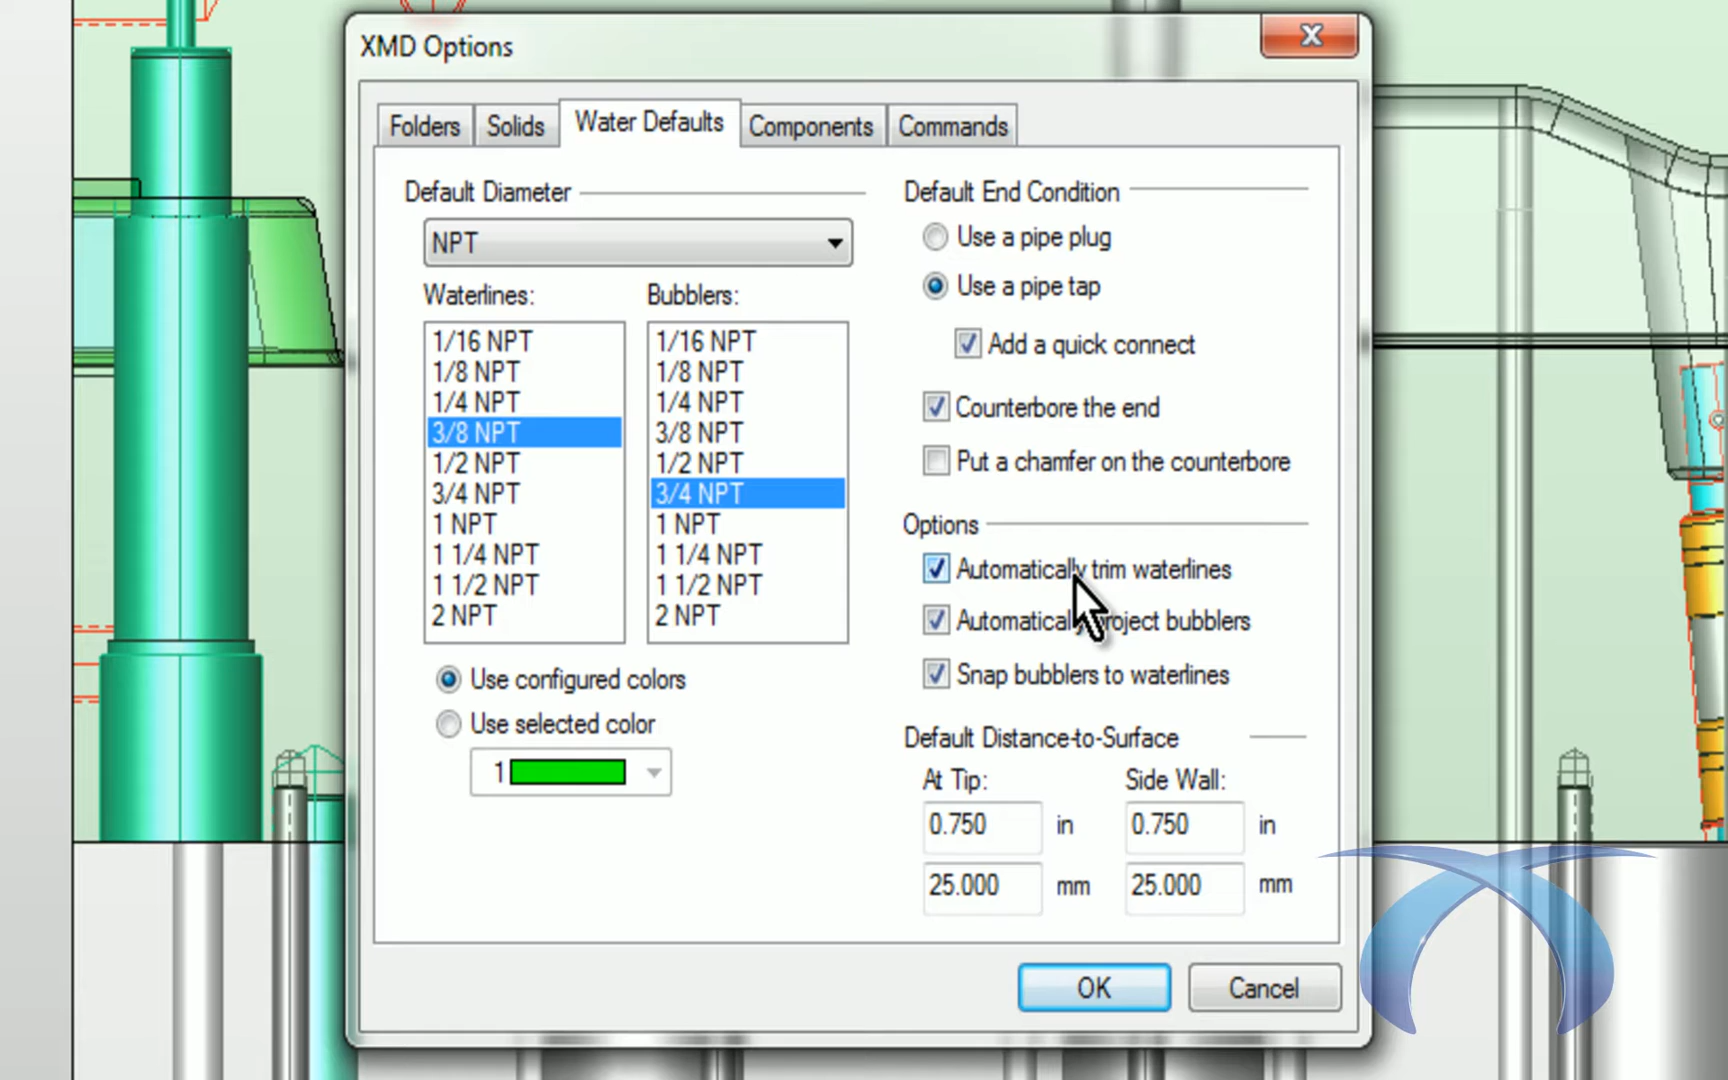 XMD Options
Folders
Solids
Water Defaults
Components
Commands
Default Diameter
NPT
Waterlines:
1/16 NPT
1/8 NPT
1/4 NPT
3/8 NPT
1/2 NPT
3/4 NPT
1 NPT
1 1/4 NPT
1 1/2 NPT
2 NPT
Bubblers:
1/16 NPT
1/8 NPT
1/4 NPT
3/8 NPT
1/2 NPT
3/4 NPT
1 NPT
1 1/4 NPT
1 1/2 NPT
2 NPT
Use configured colors
Use selected color
1
Default End Condition
Use a pipe plug
Use a pipe tap
Add a quick connect
Counterbore the end
Put a chamfer on the counterbore
Options
Automatically trim waterlines
Automatically project bubblers
Snap bubblers to waterlines
Default Distance-to-Surface
At Tip:
Side Wall:
0.750 in
0.750 in
25.000 mm
25.000 mm
OK
Cancel